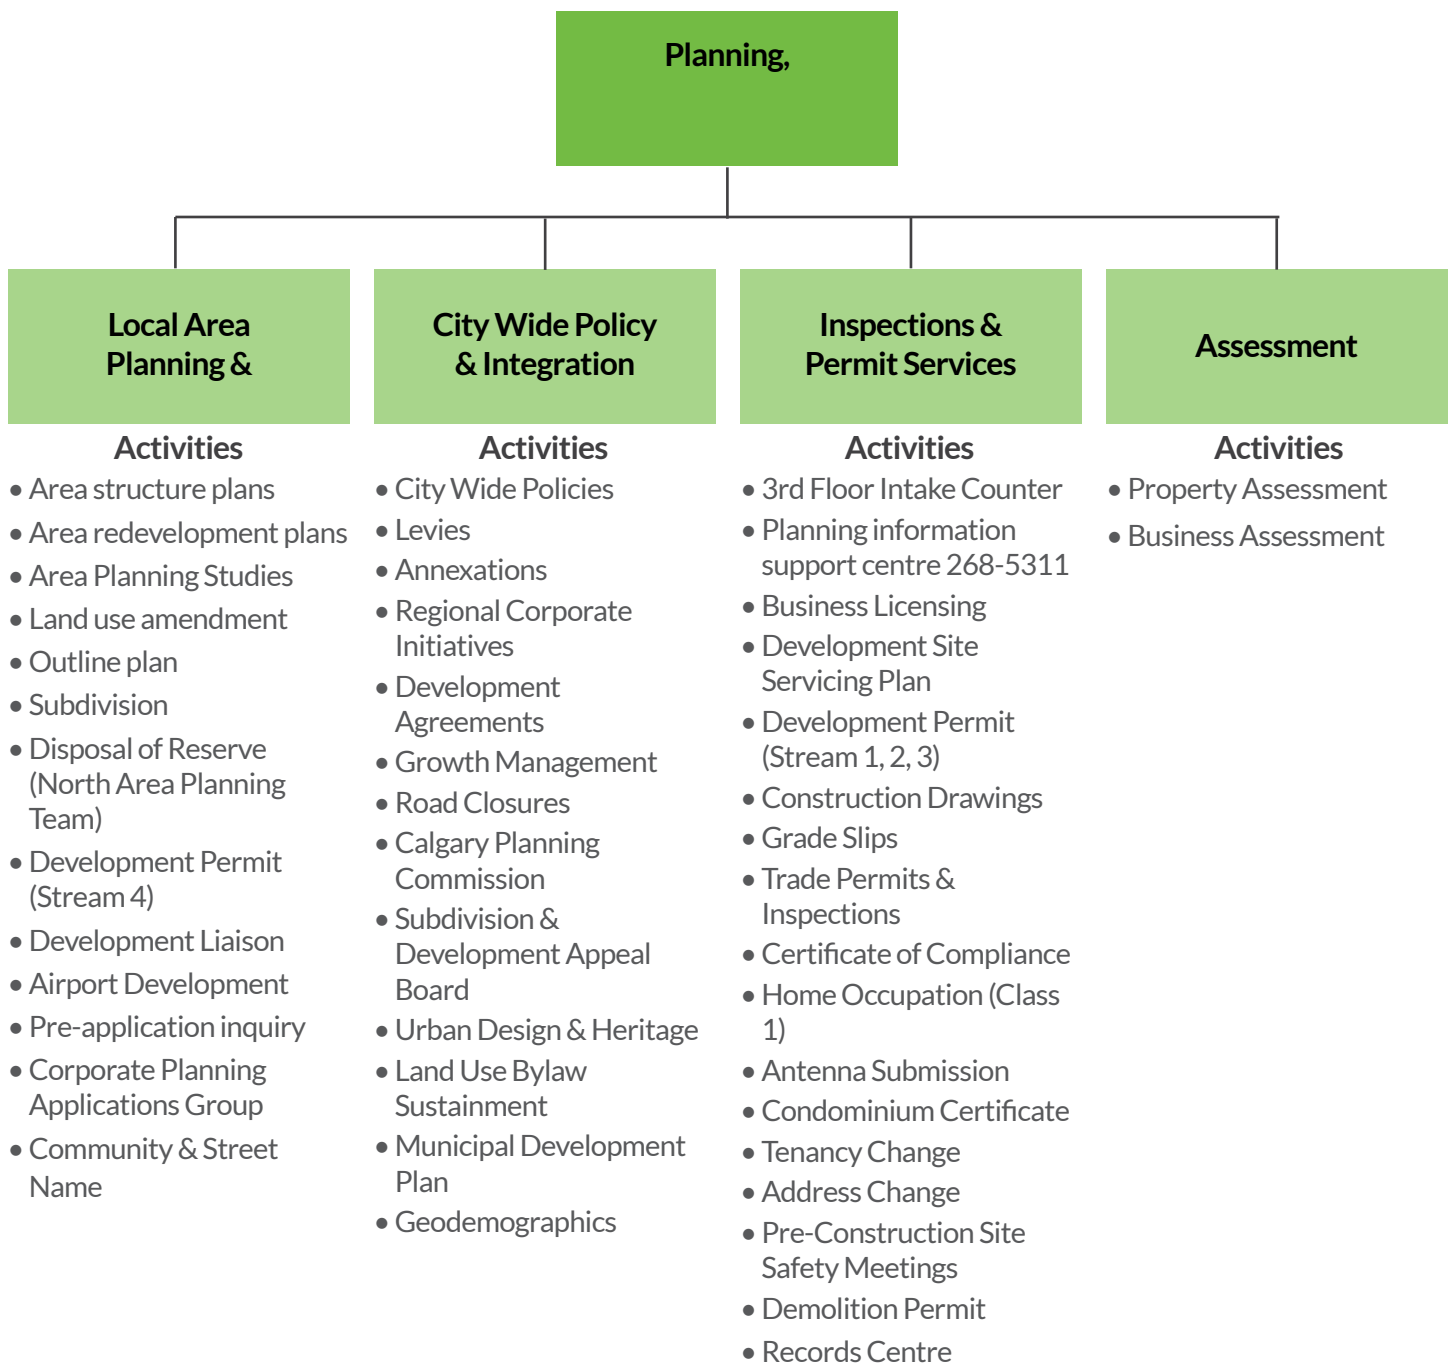 Planning,
Local Area
Planning &
Activities
• Area structure plans
• Area redevelopment plans
• Area Planning Studies
• Land use amendment
• Outline plan
• Subdivision
• Disposal of Reserve
(North Area Planning
Team)
• Development Permit
(Stream 4)
• Development Liaison
• Airport Development
• Pre-application inquiry
• Corporate Planning
Applications Group
• Community & Street
Name
City Wide Policy
& Integration
Activities
• City Wide Policies
• Levies
• Annexations
• Regional Corporate
Initiatives
• Development
Agreements
• Growth Management
• Road Closures
• Calgary Planning
Commission
• Subdivision &
Development Appeal
Board
• Urban Design & Heritage
• Land Use Bylaw
Sustainment
• Municipal Development
Plan
• Geodemographics
Inspections &
Permit Services
Activities
• 3rd Floor Intake Counter
• Planning information
support centre 268-5311
• Business Licensing
• Development Site
Servicing Plan
• Development Permit
(Stream 1, 2, 3)
• Construction Drawings
• Grade Slips
• Trade Permits &
Inspections
• Certificate of Compliance
• Home Occupation (Class
1)
• Antenna Submission
• Condominium Certificate
• Tenancy Change
• Address Change
• Pre-Construction Site
Safety Meetings
• Demolition Permit
• Records Centre
Assessment
Activities
• Property Assessment
• Business Assessment